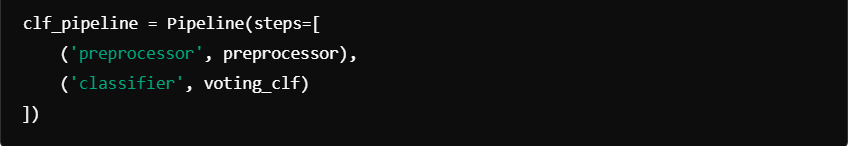 clf_pipeline = Pipeline(steps=[
    ('preprocessor', preprocessor),
    ('classifier', voting_clf)
])